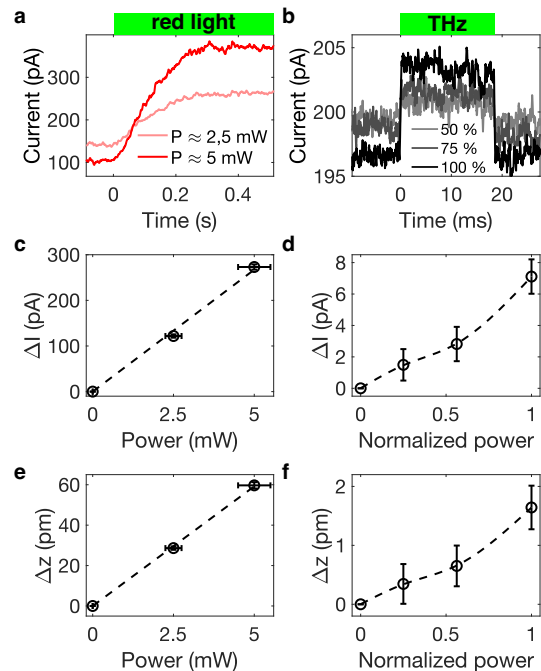 a
red light
Current (pA)
300
200
100
P ≈ 2,5 mW
P ≈ 5 mW
0
0.2
0.4
Time (s)
b
THz
Current (pA)
205
200
195
50 %
75 %
100 %
0
10
20
Time (ms)
c
ΔI (pA)
300
200
100
0
0
2.5
5
Power (mW)
d
ΔI (pA)
8
6
4
2
0
0
0.5
1
Normalized power
e
Δz (pm)
60
40
20
0
0
2.5
5
Power (mW)
f
Δz (pm)
2
1
0
0
0.5
1
Normalized power